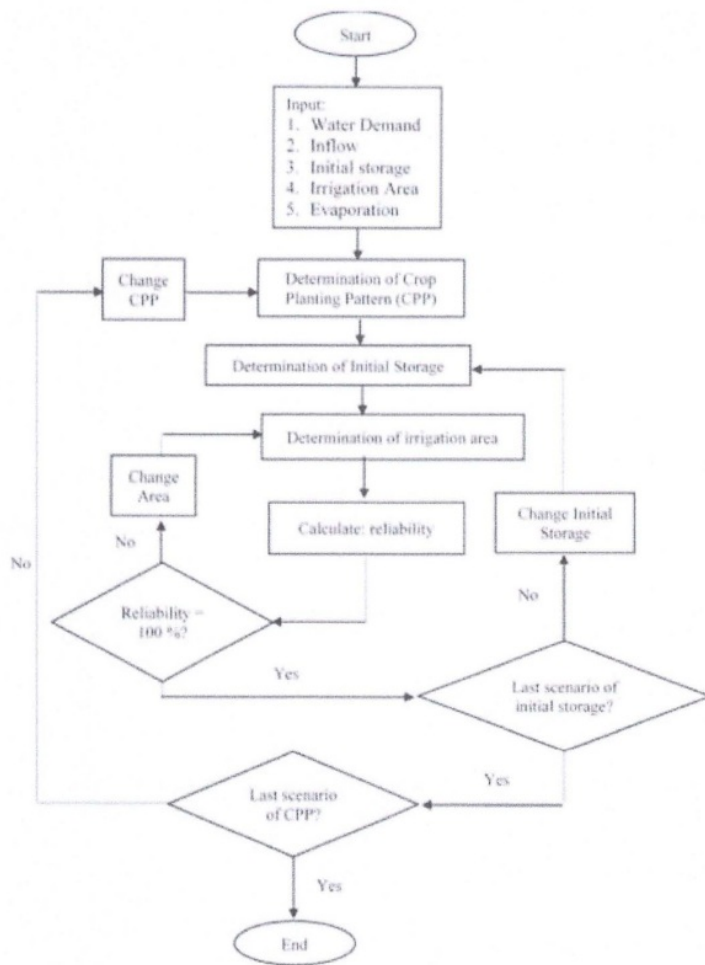 Start
Input:
1. Water Demand
2. Inflow
3. Initial storage
4. Irrigation Area
5. Evaporation
Change
CPP
Determination of Crop
Planting Pattern (CPP)
Determination of Initial Storage
Determination of irrigation area
Change
Area
Calculate: reliability
Change Initial
Storage
No
No
No
Reliability =
100 %?
Yes
Last scenario of
initial storage?
Yes
Last scenario
of CPP?
Yes
End